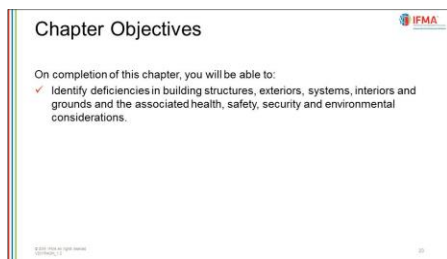 Chapter Objectives
IFMA
On completion of this chapter, you will be able to:
✓ Identify deficiencies in building structures, exteriors, systems, interiors and
grounds and the associated health, safety, security and environmental
considerations.